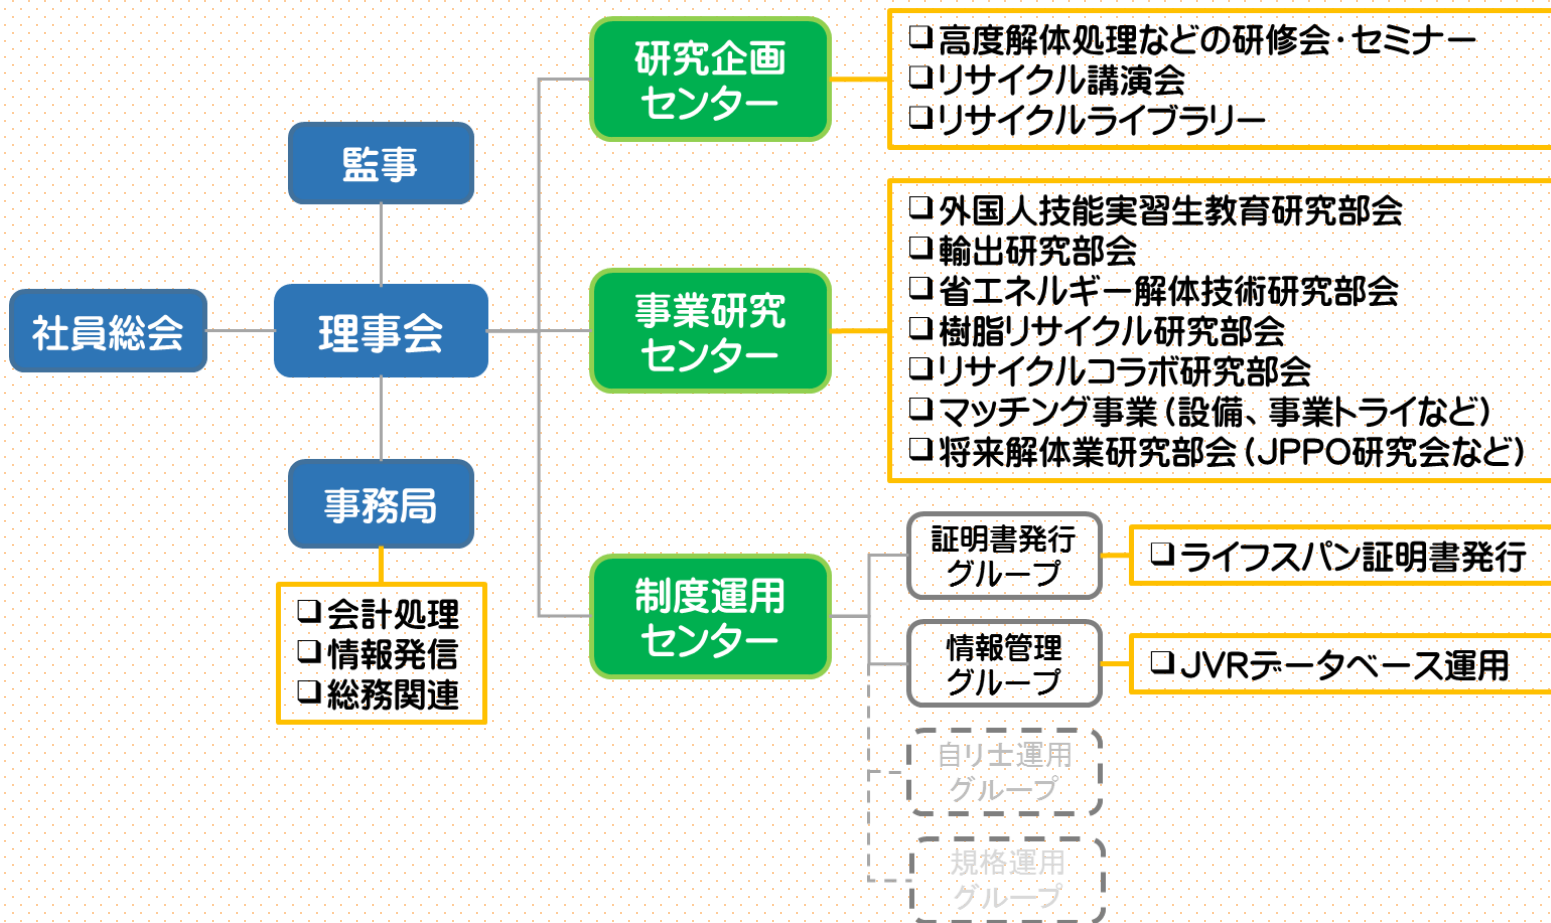 社員総会
監事
理事会
事務局
❑会計処理
❑情報発信
❑総務関連
研究企画
センター
❑高度解体処理などの研修会・セミナー
❑リサイクル講演会
❑リサイクルライブラリー
事業研究
センター
❑外国人技能実習生教育研究部会
❑輸出研究部会
❑省エネルギー解体技術研究部会
❑樹脂リサイクル研究部会
❑リサイクルコラボ研究部会
❑マッチング事業(設備、事業トライなど)
❑将来解体業研究部会(JPPO研究会など)
制度運用
センター
証明書発行
グループ
❑ライフスパン証明書発行
情報管理
グループ
❑JVRデータベース運用
自リ士運用
グループ
規格運用
グループ